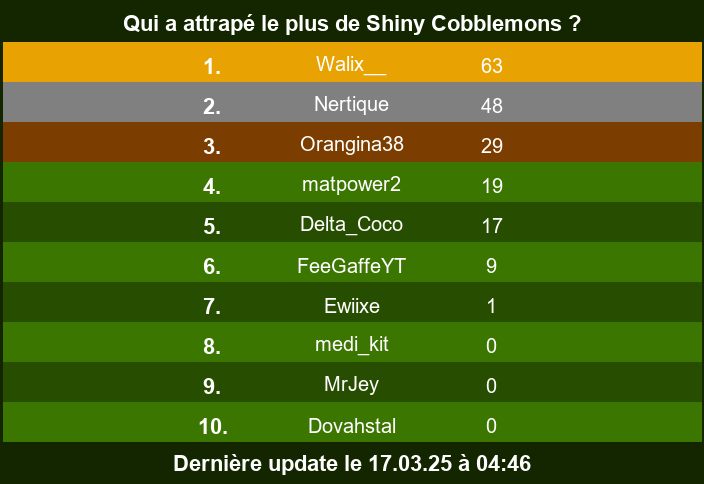 Qui a attrapé le plus de Shiny Cobblemons ?
1. Walix__ 63
2. Nertique 48
3. Orangina38 29
4. matpower2 19
5. Delta_Coco 17
6. FeeGaffeYT 9
7. Ewiixe 1
8. medi_kit 0
9. MrJey 0
10. Dovahstal 0
Dernière update le 17.03.25 à 04:46